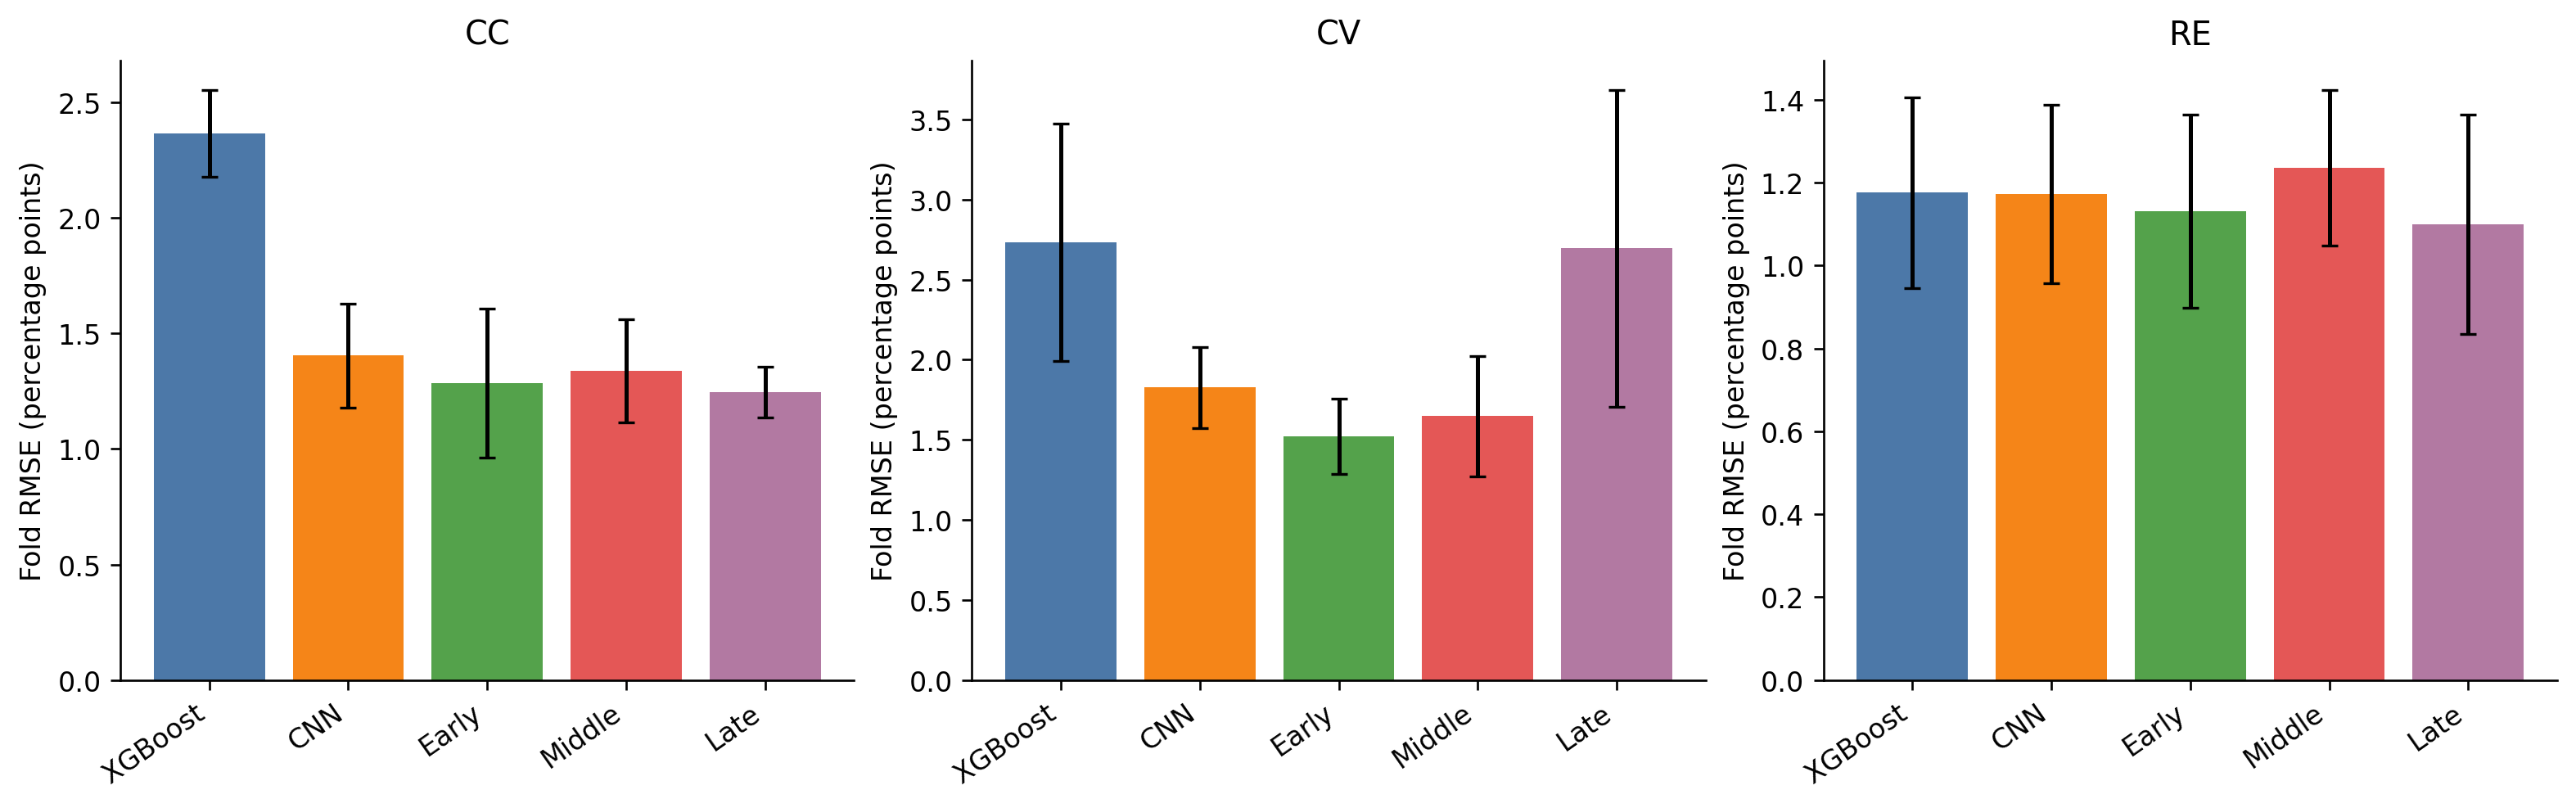 CC
Fold RMSE (percentage points)
2.5
2.0
1.5
1.0
0.5
0.0
XGBoost
CNN
Early
Middle
Late
CV
Fold RMSE (percentage points)
3.5
3.0
2.5
2.0
1.5
1.0
0.5
0.0
XGBoost
CNN
Early
Middle
Late
RE
Fold RMSE (percentage points)
1.4
1.2
1.0
0.8
0.6
0.4
0.2
0.0
XGBoost
CNN
Early
Middle
Late